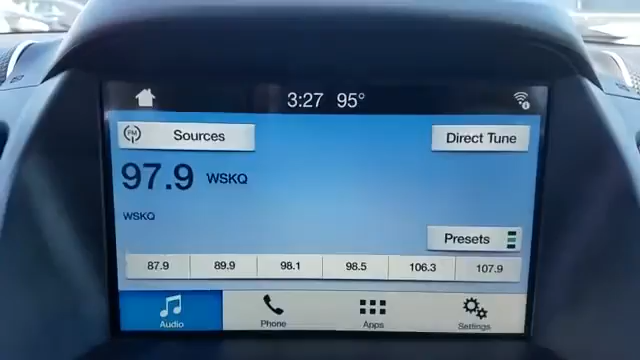 3:27 95°
FM Sources
Direct Tune
97.9 WSKQ
WSKQ
Presets
87.9 89.9 98.1 98.5 106.3 107.9
Audio Phone Apps Settings